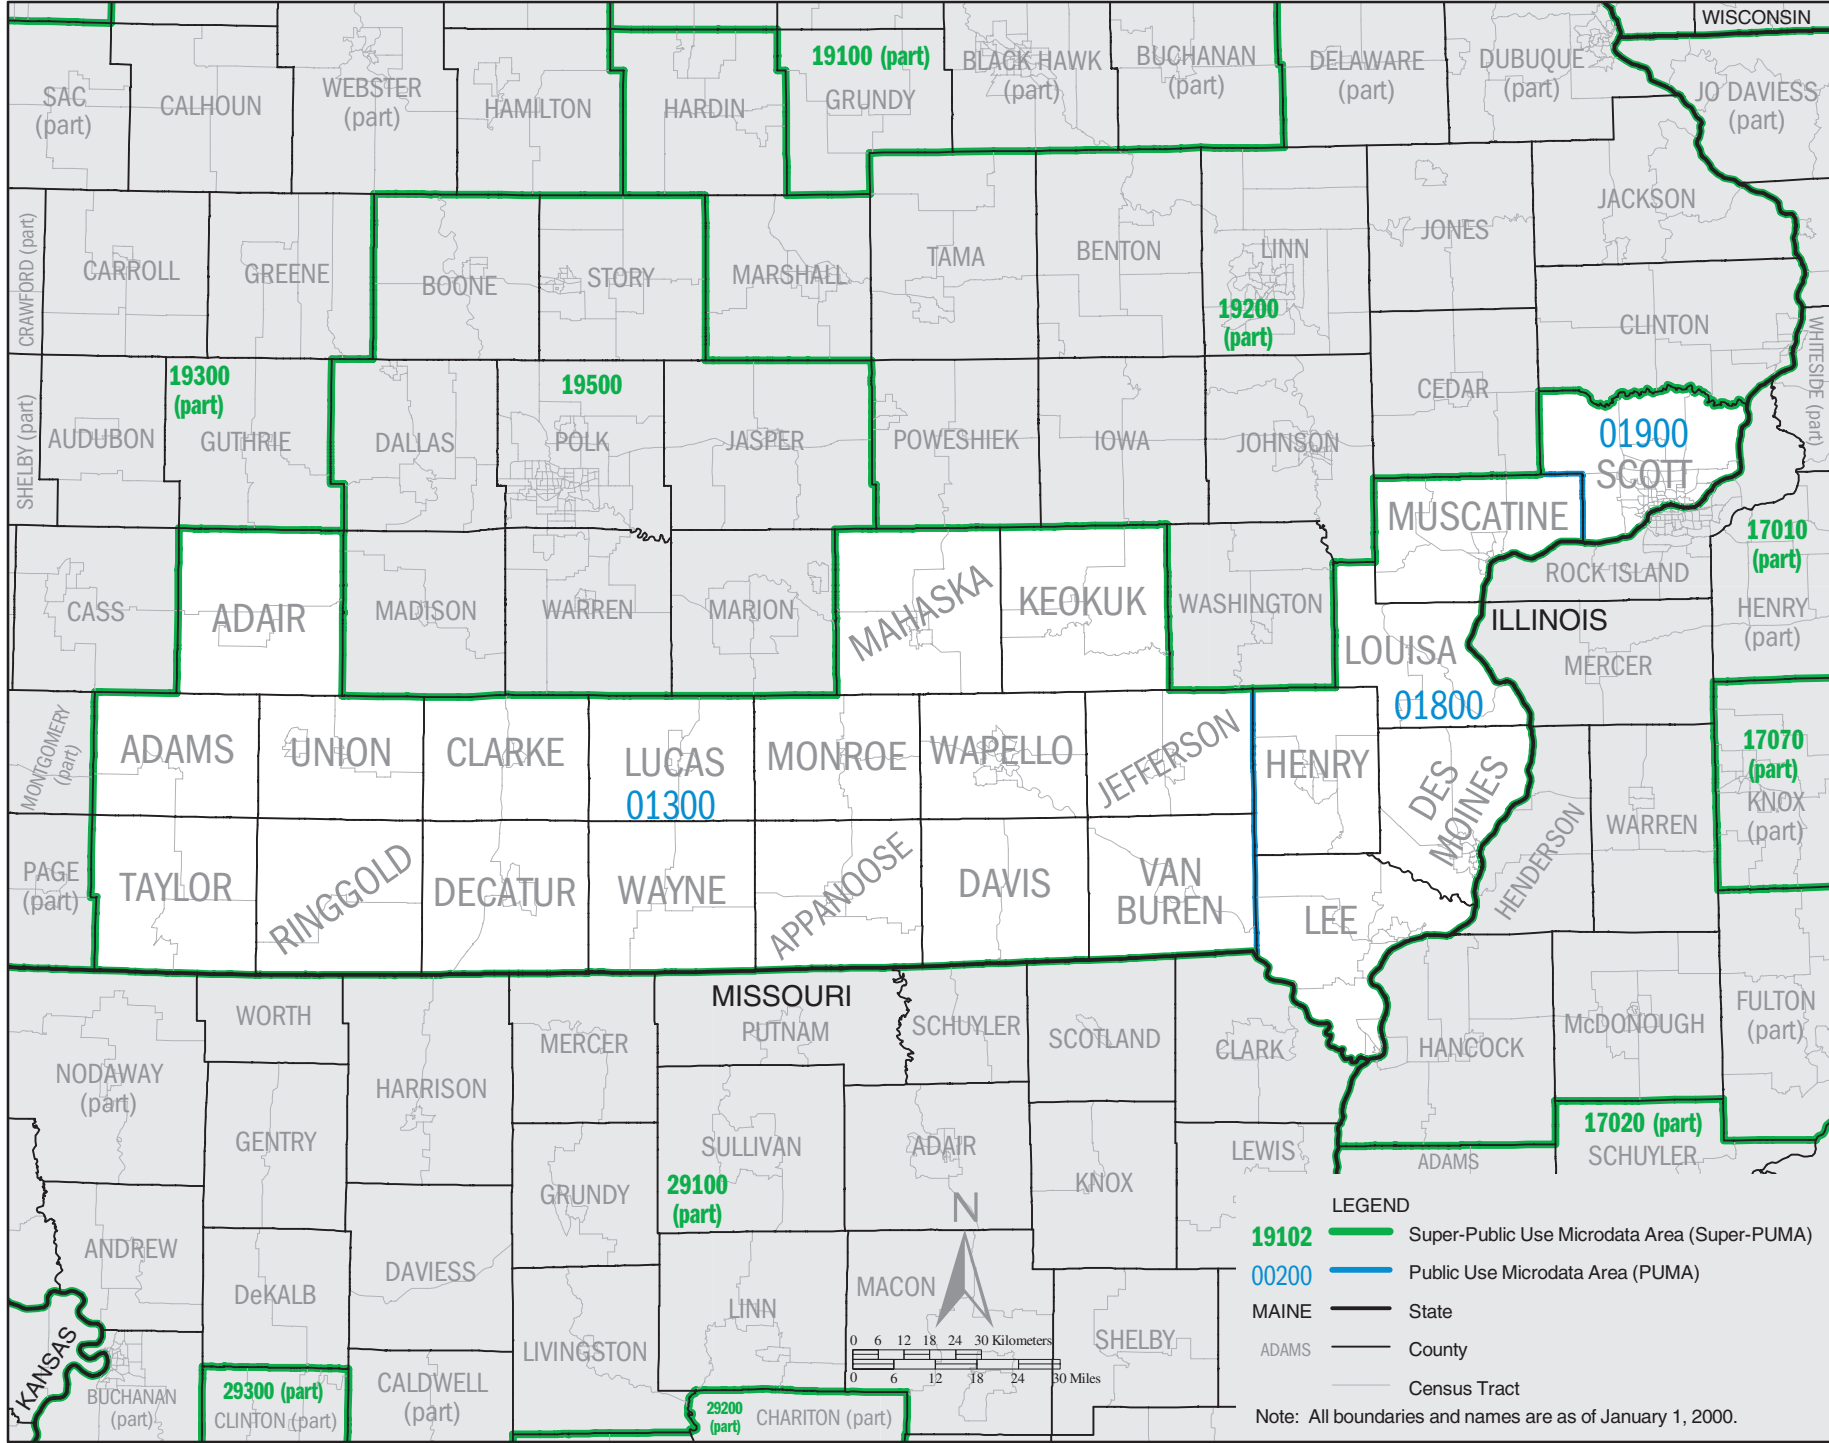 WISCONSIN
SAC
(part)
CALHOUN
WEBSTER
(part)
HAMILTON
HARDIN
19100 (part)
GRUNDY
BLACK HAWK
(part)
BUCHANAN
(part)
DELAWARE
(part)
DUBUQUE
(part)
JO DAVIESS
(part)
CRAWFORD (part)
CARROLL
GREENE
BOONE
STORY
MARSHALL
TAMA
BENTON
LINN
19200
(part)
JONES
JACKSON
CLINTON
WHITESIDE (part)
SHELBY (part)
AUDUBON
19300
(part)
GUTHRIE
DALLAS
19500
POLK
JASPER
POWESHIEK
IOWA
JOHNSON
CEDAR
01900
SCOTT
MUSCATINE
17010
(part)
ROCK ISLAND
HENRY
(part)
ILLINOIS
MERCER
CASS
ADAIR
MADISON
WARREN
MARION
MAHASKA
KEOKUK
WASHINGTON
LOUISA
01800
MONTGOMERY
(part)
ADAMS
UNION
CLARKE
LUCAS
01300
MONROE
WAPELLO
JEFFERSON
HENRY
DES
MOINES
HENDERSON
WARREN
17070
(part)
KNOX
(part)
PAGE
(part)
TAYLOR
RINGGOLD
DECATUR
WAYNE
APPANOOSE
DAVIS
VAN
BUREN
LEE
MISSOURI
NODAWAY
(part)
WORTH
HARRISON
MERCER
PUTNAM
SCHUYLER
SCOTLAND
CLARK
HANCOCK
McDONOUGH
FULTON
(part)
GENTRY
SULLIVAN
29100
(part)
ADAIR
KNOX
LEWIS
ADAMS
17020 (part)
SCHUYLER
ANDREW
DeKALB
DAVIESS
GRUNDY
LINN
MACON
SHELBY
KANSAS
BUCHANAN
(part)
29300 (part)
CLINTON (part)
CALDWELL
(part)
LIVINGSTON
29200
(part)
CHARITON (part)
N
0 6 12 18 24 30 Kilometers
0 6 12 18 24 30 Miles
LEGEND
19102 Super-Public Use Microdata Area (Super-PUMA)
00200 Public Use Microdata Area (PUMA)
MAINE State
ADAMS County
Census Tract
Note: All boundaries and names are as of January 1, 2000.